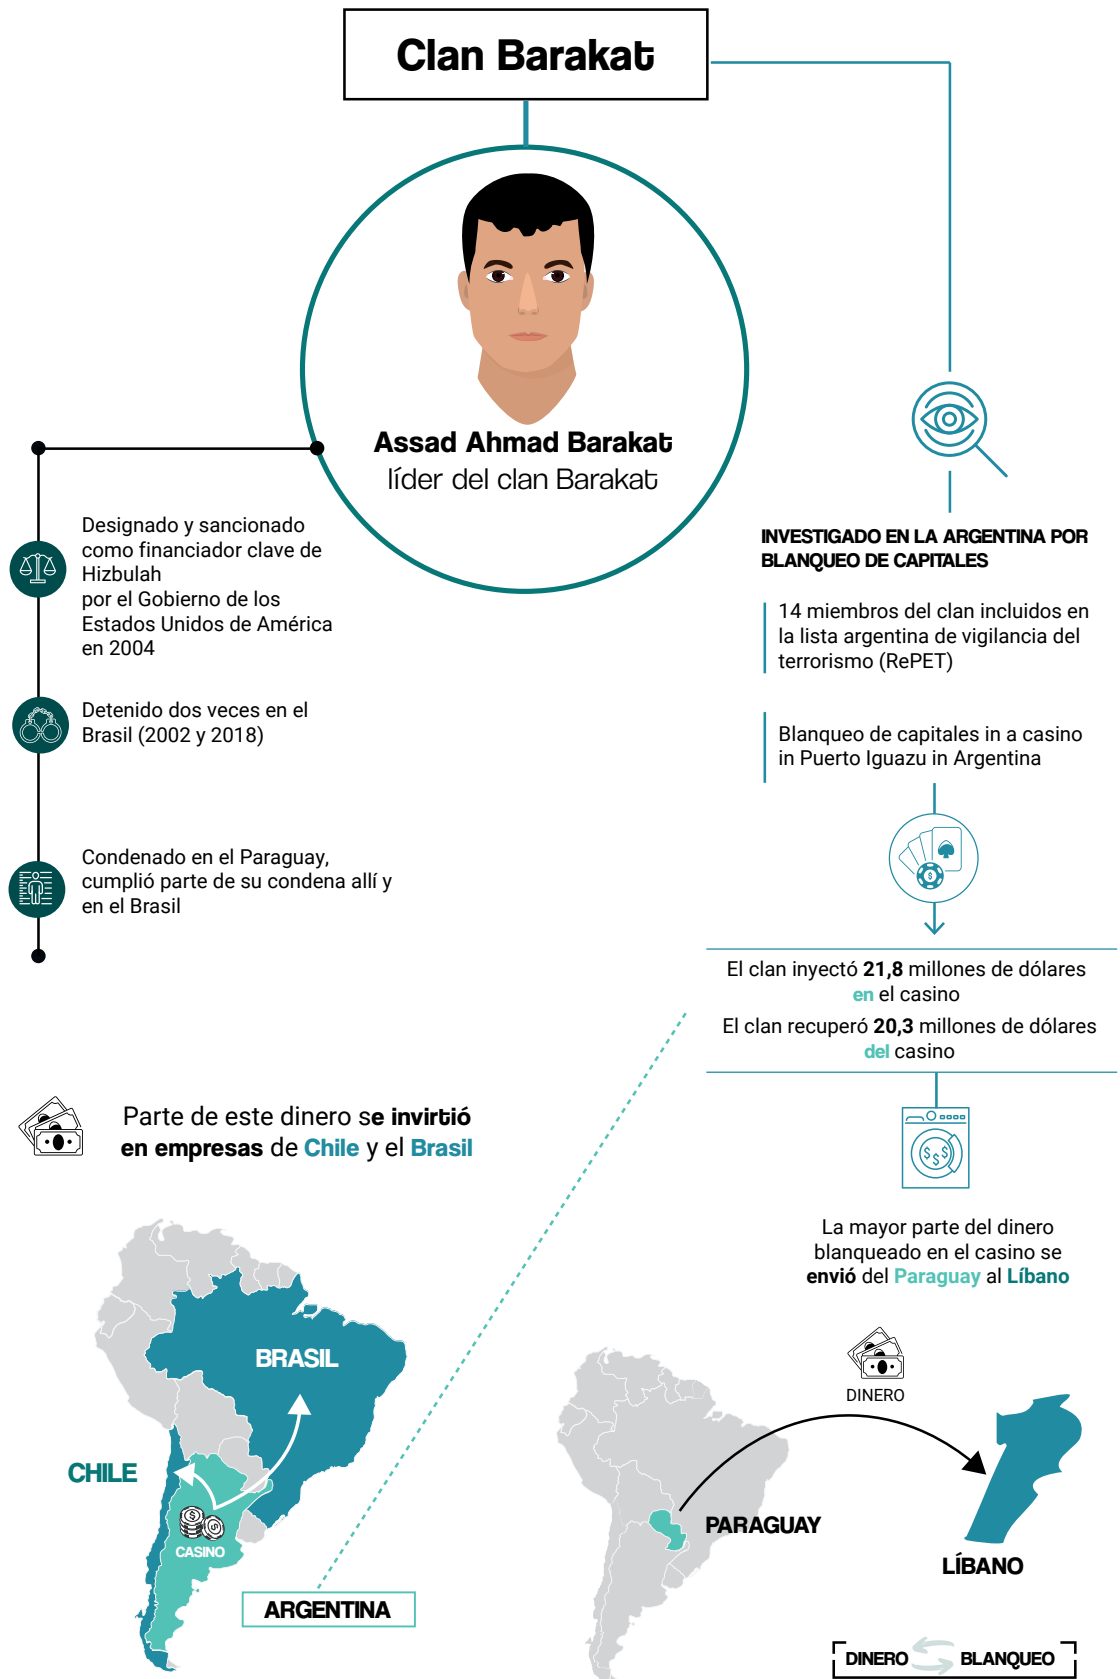 Clan Barakat
Assad Ahmad Barakat
líder del clan Barakat
Designado y sancionado
como financiador clave de
Hizbulah
por el Gobierno de los
Estados Unidos de América
en 2004
Detenido dos veces en el
Brasil (2002 y 2018)
Condenado en el Paraguay,
cumplió parte de su condena allí y
en el Brasil
INVESTIGADO EN LA ARGENTINA POR
BLANQUEO DE CAPITALES
14 miembros del clan incluidos en
la lista argentina de vigilancia del
terrorismo (RePET)
Blanqueo de capitales in a casino
in Puerto Iguazu in Argentina
El clan inyectó 21,8 millones de dólares
en el casino
El clan recuperó 20,3 millones de dólares
del casino
Parte de este dinero se invirtió
en empresas de Chile y el Brasil
La mayor parte del dinero
blanqueado en el casino se
envió del Paraguay al Líbano
BRASIL
CHILE
CASINO
ARGENTINA
DINERO
PARAGUAY
LÍBANO
DINERO BLANQUEO